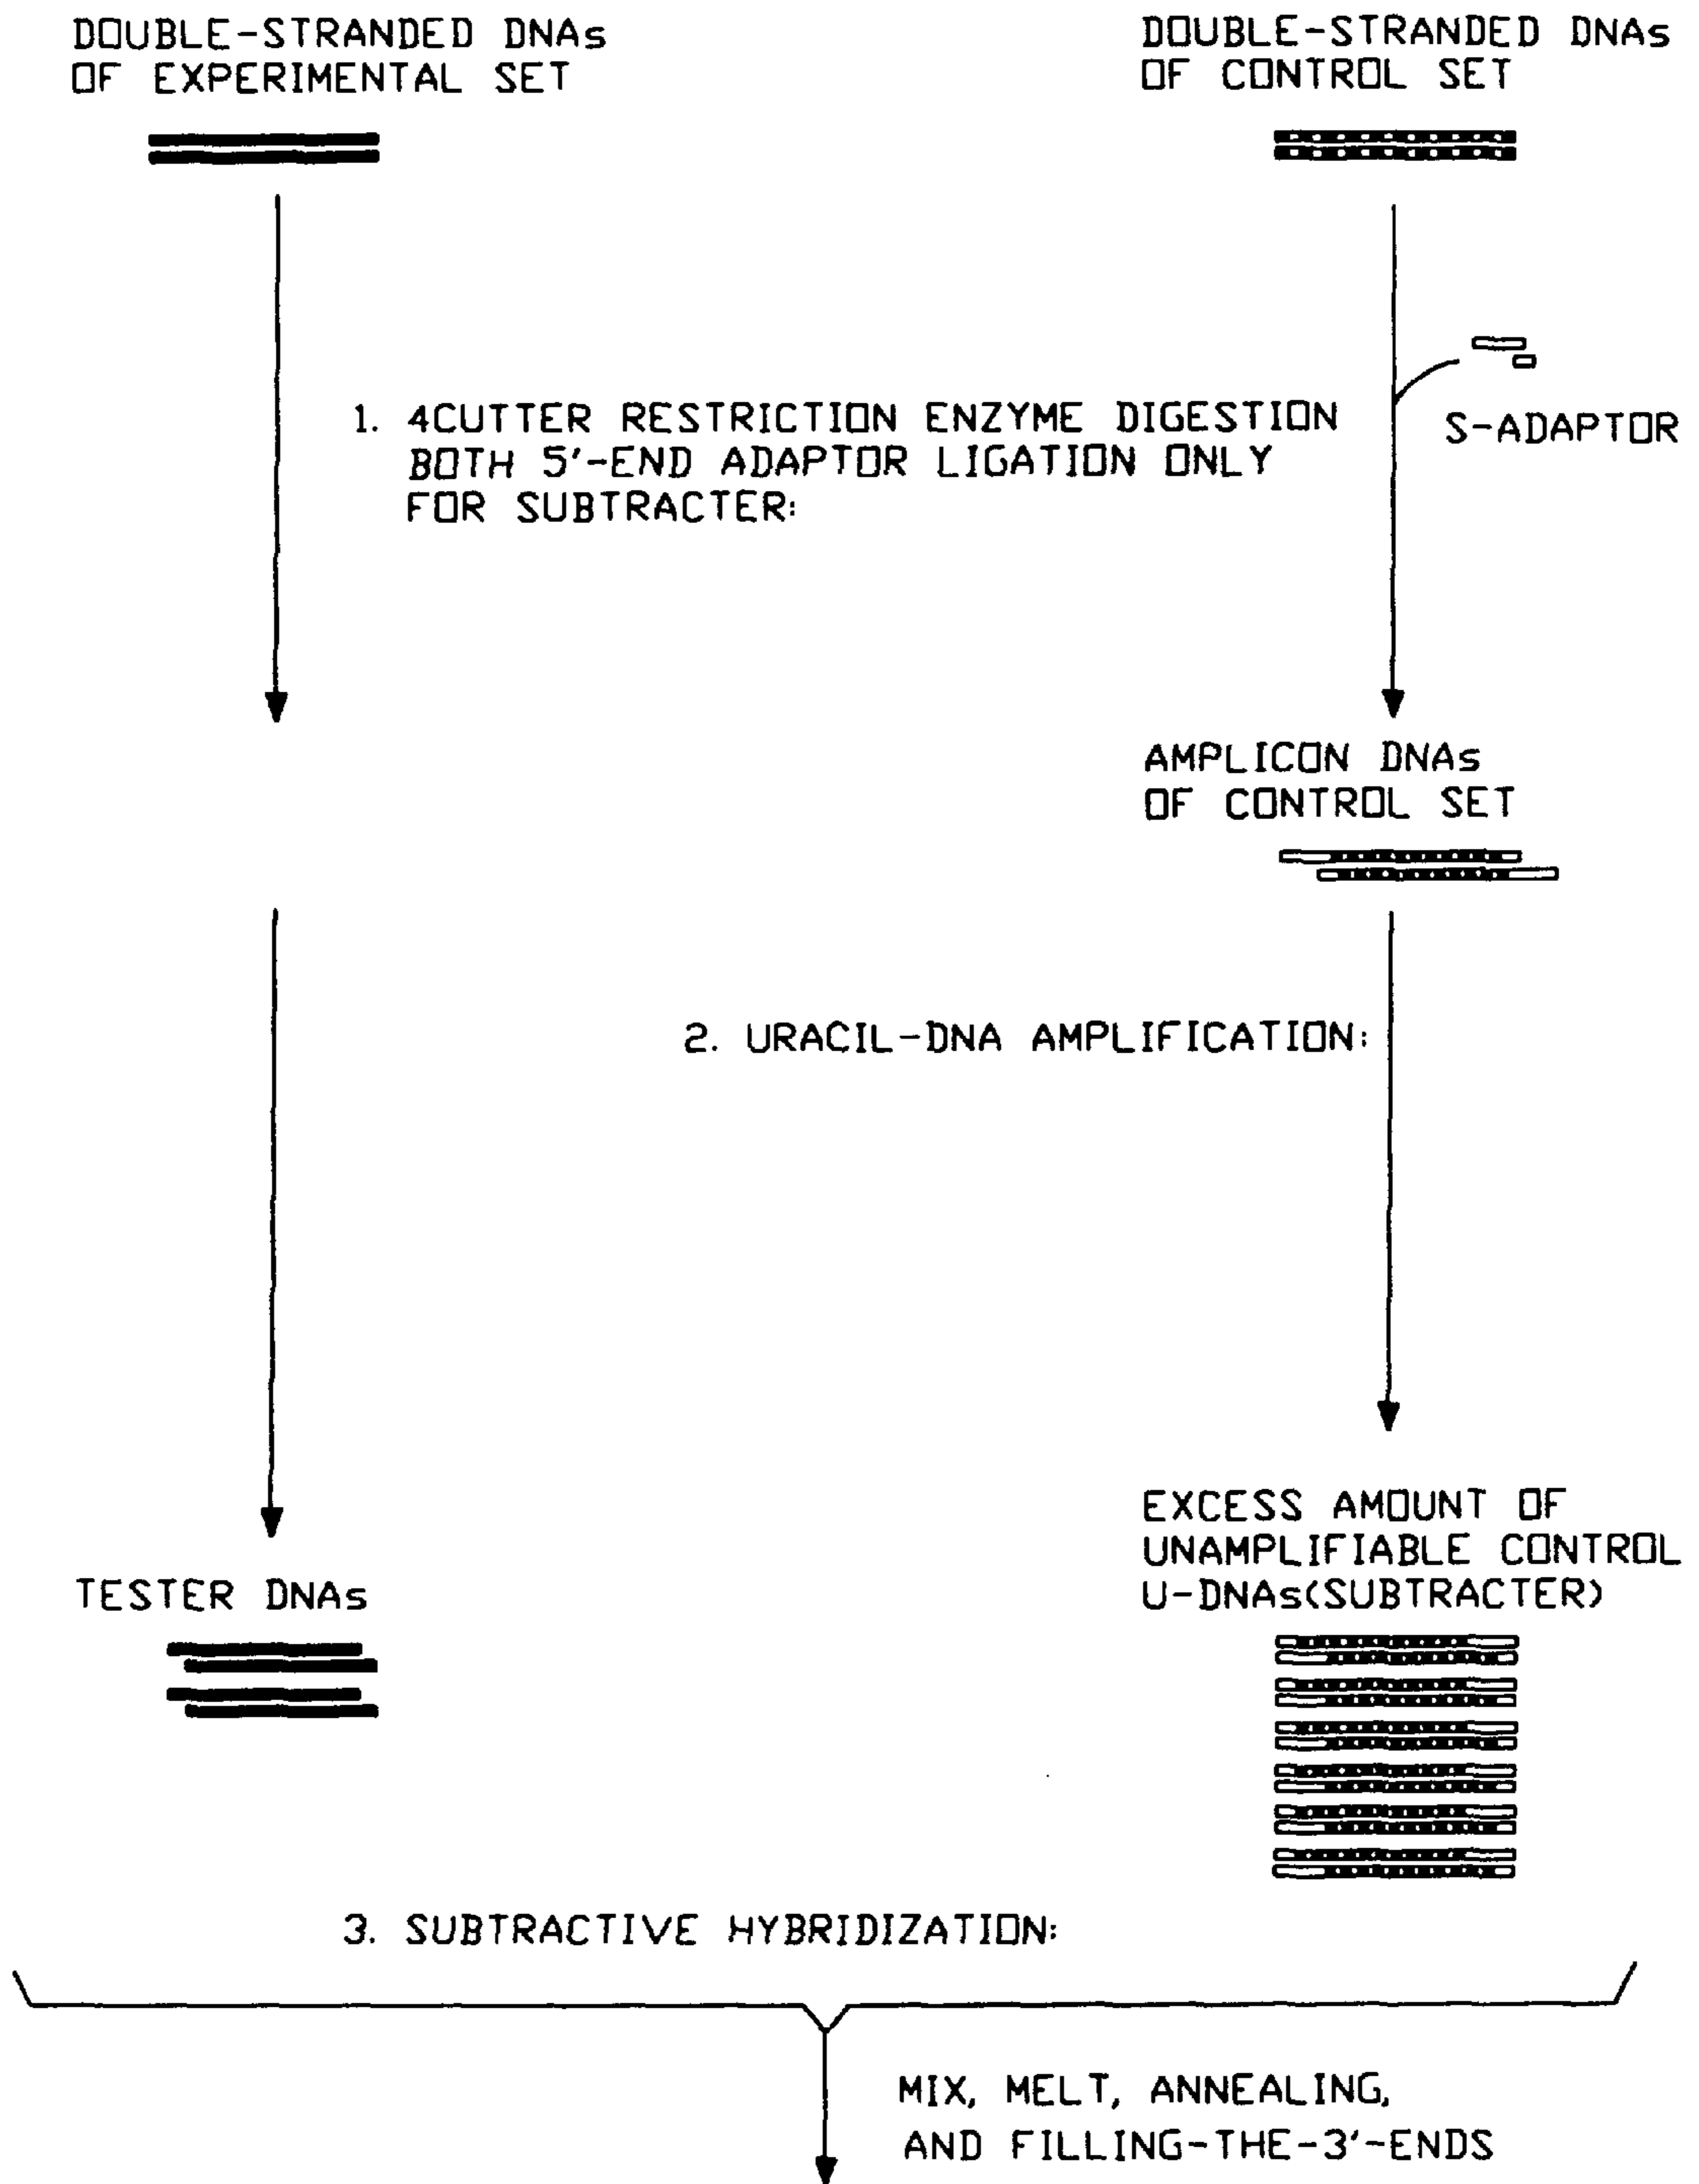 DOUBLE-STRANDED DNAs
OF EXPERIMENTAL SET
DOUBLE-STRANDED DNAs
OF CONTROL SET
1. 4CUTTER RESTRICTION ENZYME DIGESTION
BOTH 5'-END ADAPTOR LIGATION ONLY
FOR SUBTRACTER:
S-ADAPTOR
AMPLICON DNAs
OF CONTROL SET
2. URACIL-DNA AMPLIFICATION:
TESTER DNAs
EXCESS AMOUNT OF
UNAMPLIFIABLE CONTROL
U-DNAs(SUBTRACTER)
3. SUBTRACTIVE HYBRIDIZATION:
MIX, MELT, ANNEALING,
AND FILLING-THE-3'-ENDS